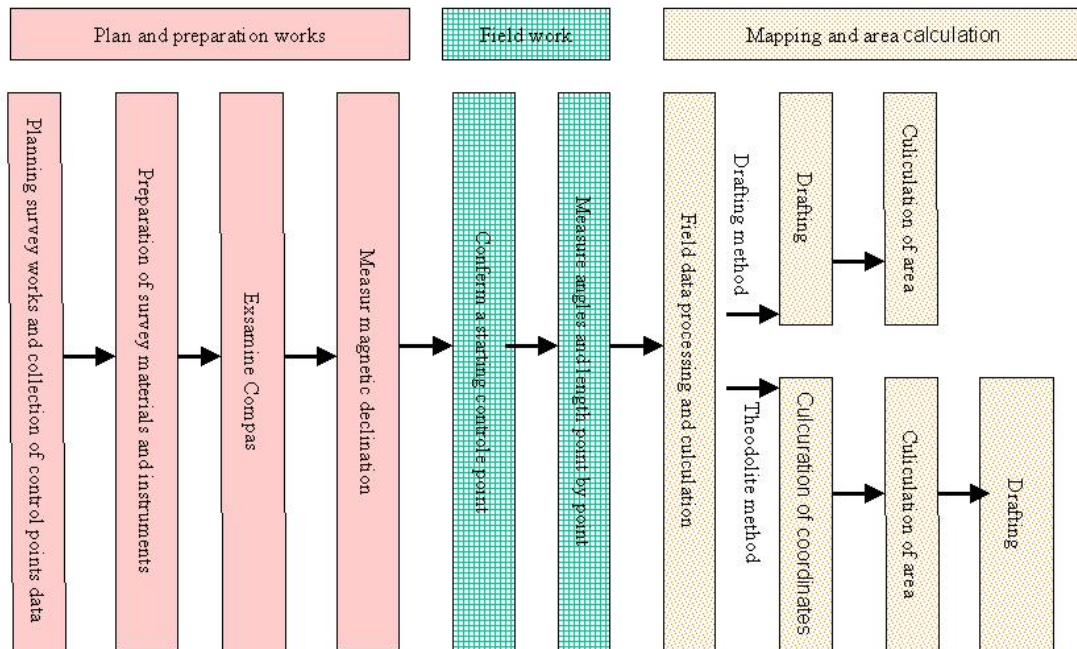 Plan and preparation works
Field work
Mapping and area calculation
Planning survey works and collection of control points data
Preparation of survey materials and instruments
Exsamine Compas
Measur magnetic declination
Conferm a starting controle point
Measure angles and length point by point
Field data processing and culculation
Drafting method
Drafting
Culiculation of area
Theodolite method
Culcuration of coordinates
Culiculation of area
Drafting